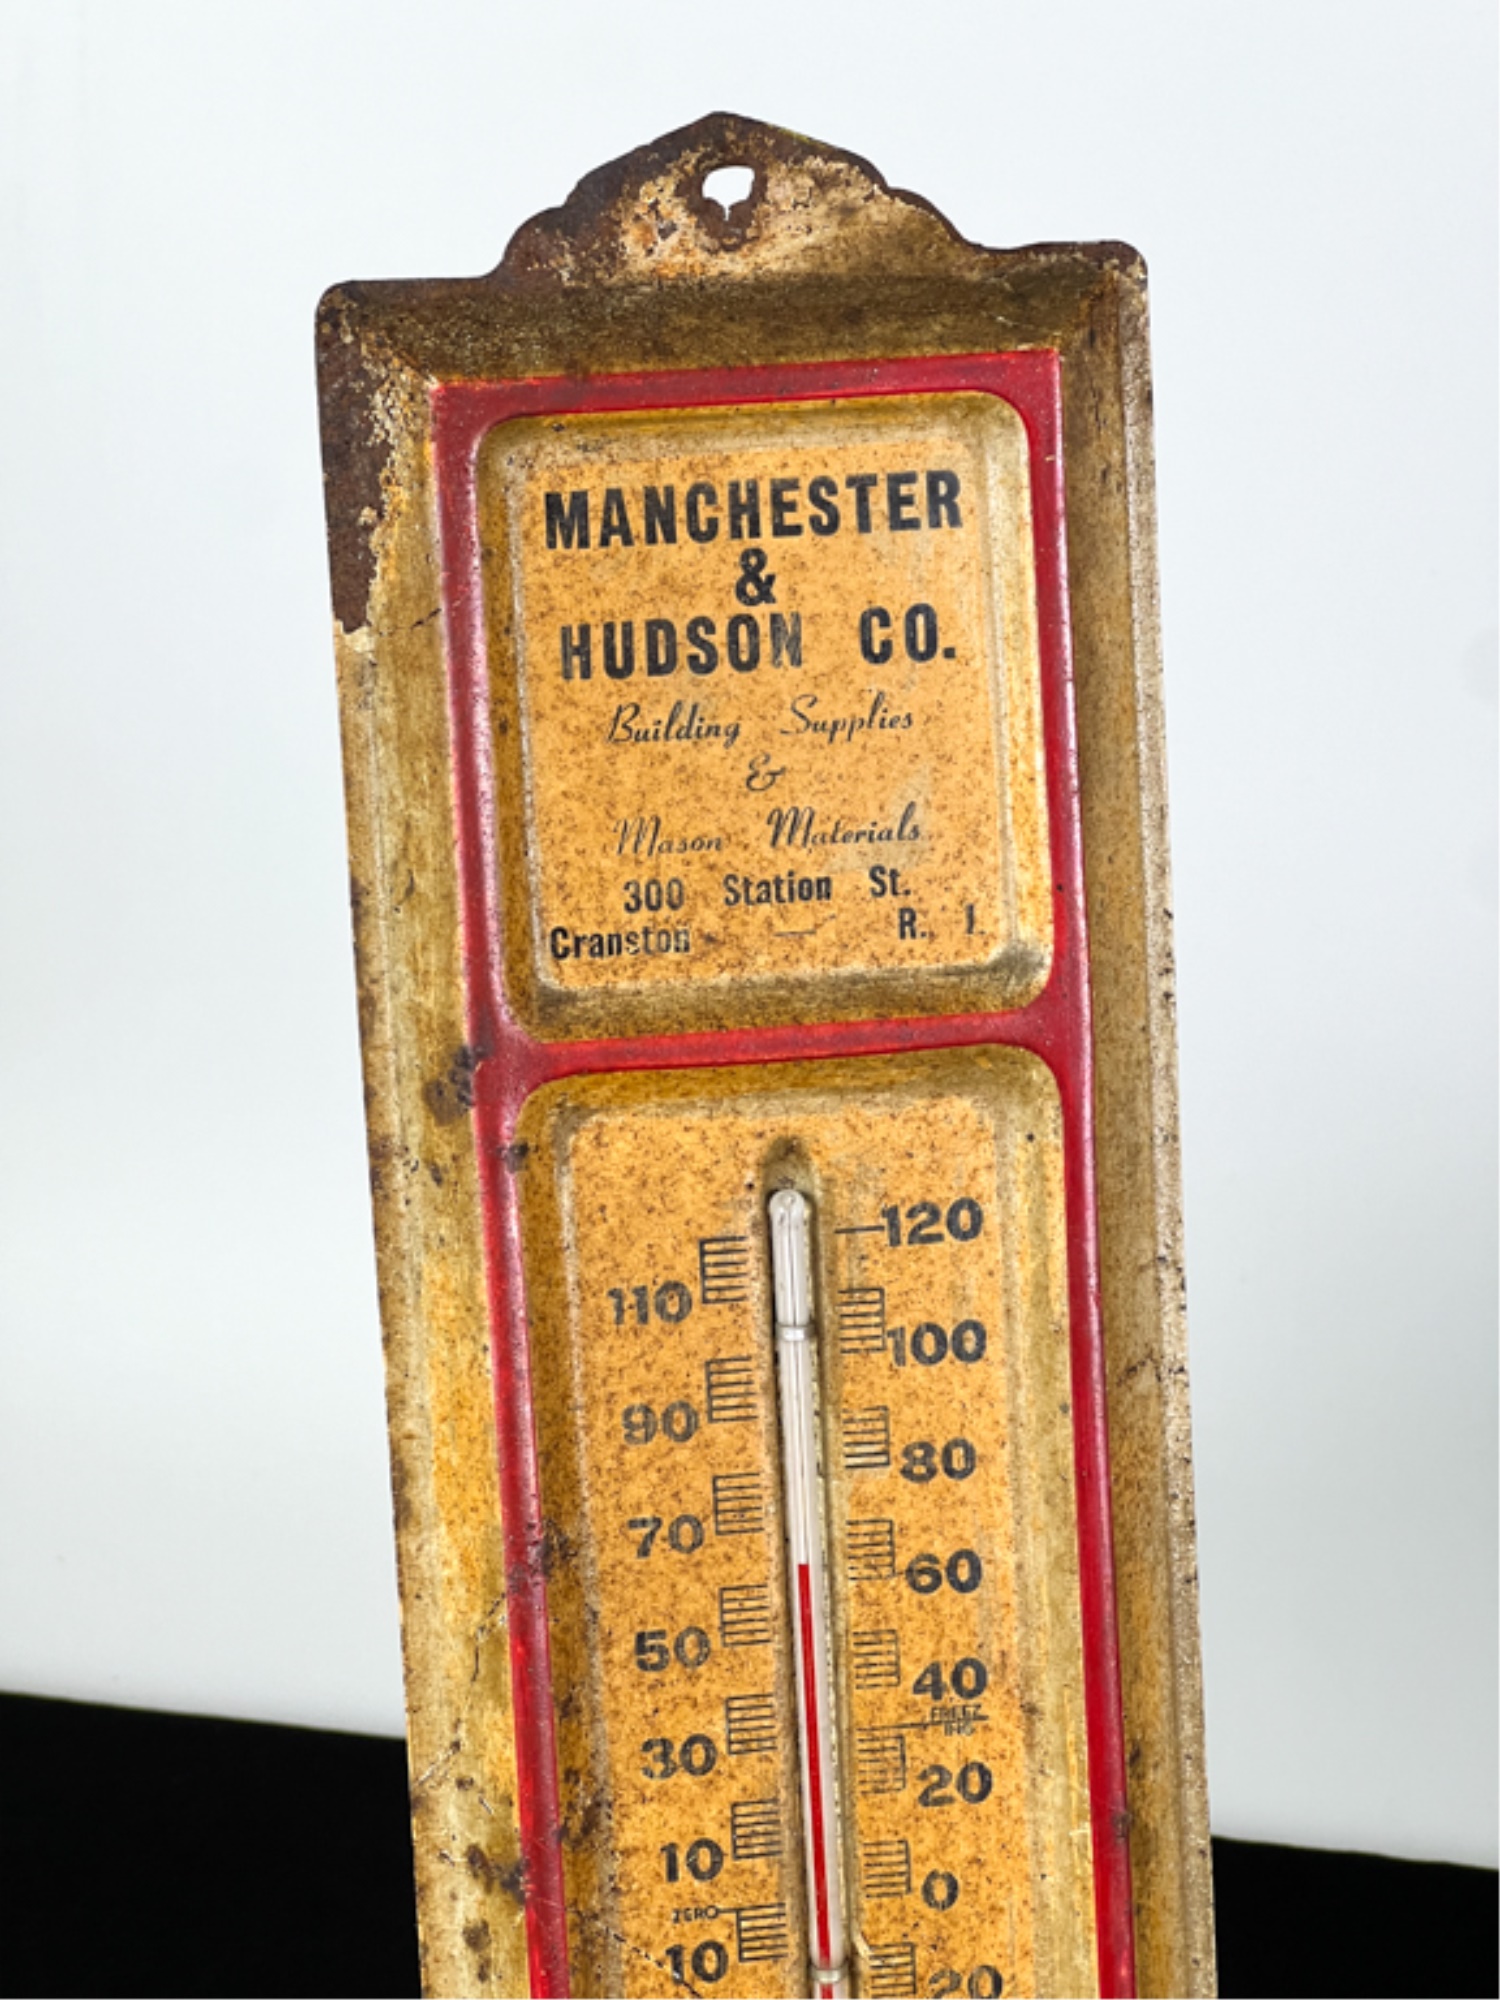 MANCHESTER
&
HUDSON CO.
Building Supplies
&
Mason Materials
300 Station St.
Cranston — R. I.
120
110
100
90
80
70
60
50
40
FREEZ
ING
30
20
10
0
ZERO
10
20